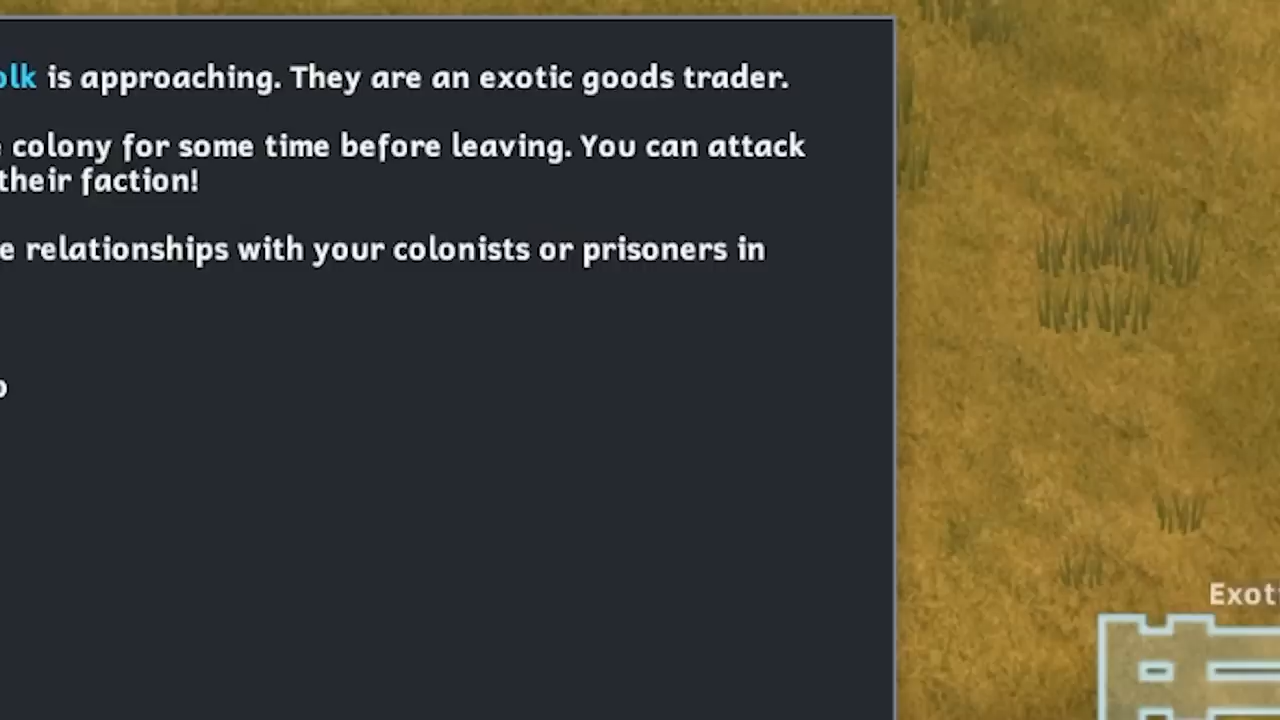 olk is approaching. They are an exotic goods trader.
colony for some time before leaving. You can attack
their faction!
e relationships with your colonists or prisoners in
Exot